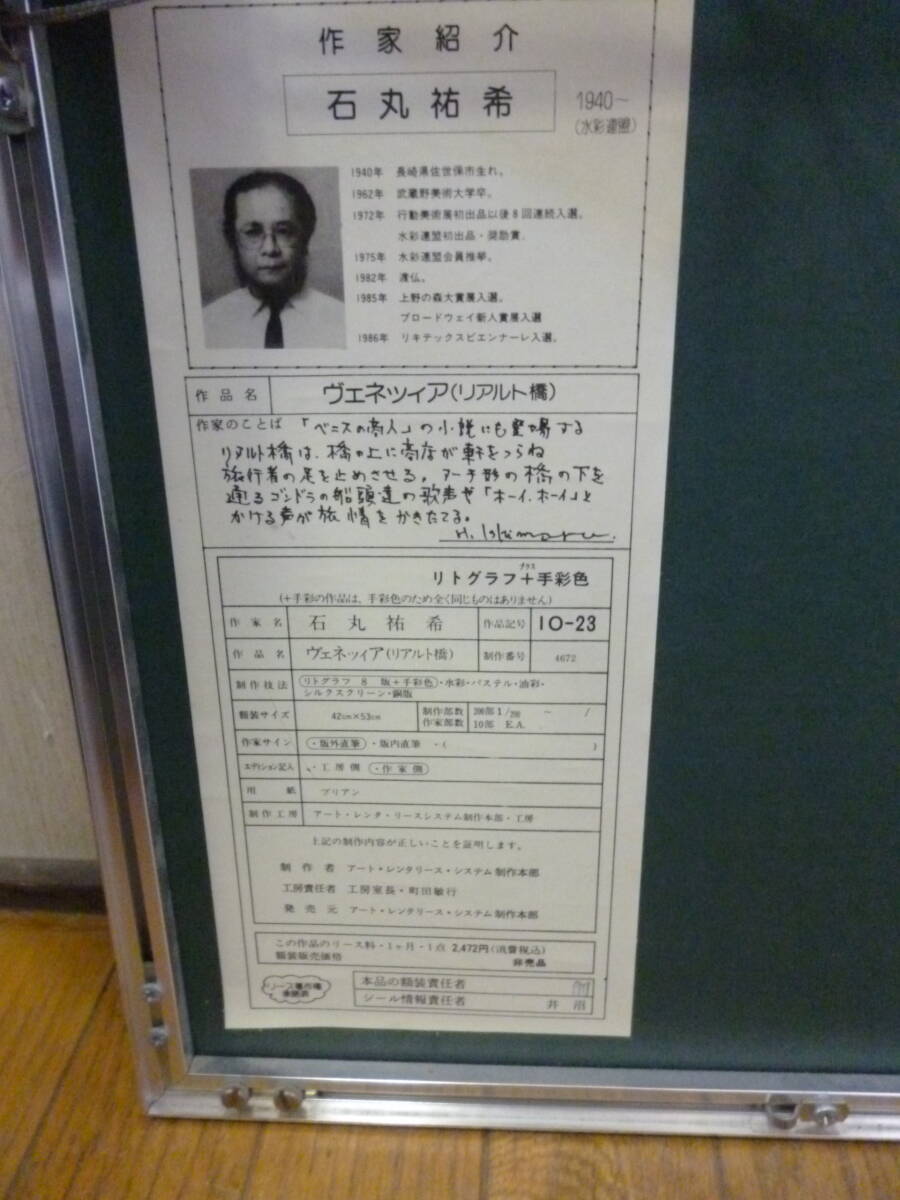 作家紹介
石丸祐希
1940〜
(水彩連盟)
1940年 長崎県佐世保市生れ。
1962年 武蔵野美術大学卒。
1972年 行動美術展初出品以後8回連続入選。
水彩連盟初出品・奨励賞.
1975年 水彩連盟会員推挙。
1982年 渡仏。
1985年 上野の森大賞展入選。
ブロードウェイ新人賞展入選
1986年 リキテックスビエンナーレ入選。
作品名 ヴェネツィア(リアルト橋)
作家のことば 「ベニスの商人」の小説にも登場する
リアルト橋は、橋の上に商店が軒をつらね
旅行者の足を止めさせる。アーチ形の橋の下を
通るゴンドラの船頭達の歌声や「ホーイ、ホーイ」と
かける声が旅情をかきたてる。
H. Ishimaru.
プラス
リトグラフ+手彩色
(+手彩の作品は、手彩色のため全く同じものはありません)
作家名 石丸祐希 作品記号 IO-23
作品名 ヴェネッィア(リアルト橋) 制作番号 4672
制作技法 リトグラフ 8 版+手彩色・水彩・パステル・油彩・
シルクスクリーン・銅版
額装サイズ 42cm×53cm 制作部数 200部 1/200 〜 /
作家部数 10部 E.A.
作家サイン ・版外直筆 ・版内直筆 ・( )
エディション記入 ・工房側 ・作家側
用紙 ブリアン
制作工房 アート・レンタ・リースシステム制作本部・工房
上記の制作内容が正しいことを証明します。
制作者 アート・レンタリース・システム制作本部
工房責任者 工房室長・町田敏行
発売元 アート・レンタリース・システム制作本部
この作品のリース料・1ヶ月・1点 2,472円(消費税込)
額装販売価格 非売品
リース業市場
本品の額装責任者
シール情報責任者 井沼